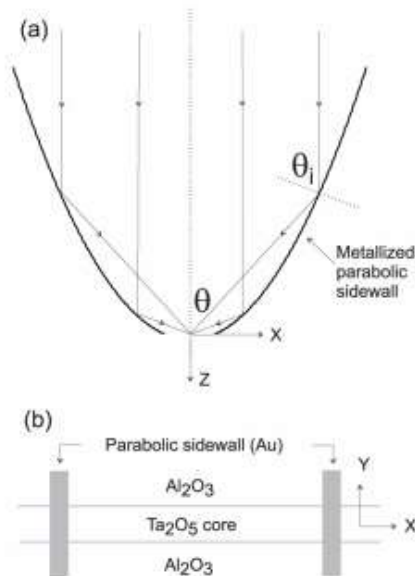 (a)
θi
Metallized
parabolic
sidewall
θ
X
Z
(b)
Parabolic sidewall (Au)
Al2O3
Y
Ta2O5 core
X
Al2O3